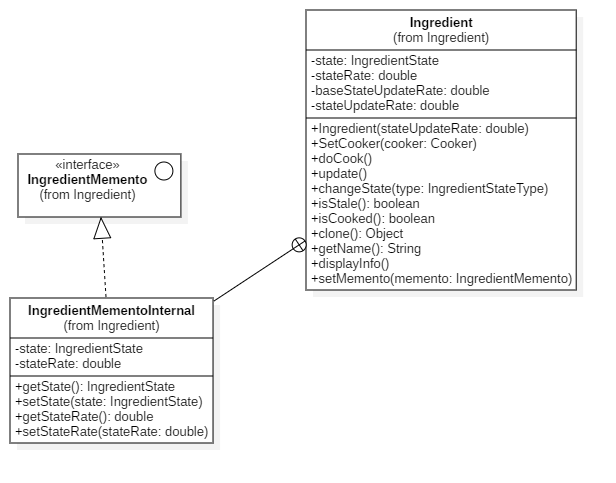 Ingredient
(from Ingredient)
-state: IngredientState
-stateRate: double
-baseStateUpdateRate: double
-stateUpdateRate: double
+Ingredient(stateUpdateRate: double)
+SetCooker(cooker: Cooker)
+doCook()
+update()
+changeState(type: IngredientStateType)
+isStale(): boolean
+isCooked(): boolean
+clone(): Object
+getName(): String
+displayInfo()
+setMemento(memento: IngredientMemento)
«interface»
IngredientMemento
(from Ingredient)
IngredientMementoInternal
(from Ingredient)
-state: IngredientState
-stateRate: double
+getState(): IngredientState
+setState(state: IngredientState)
+getStateRate(): double
+setStateRate(stateRate: double)